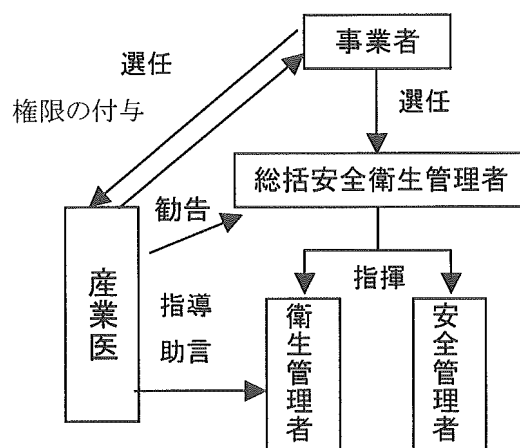 事業者
選任
権限の付与
選任
総括安全衛生管理者
勧告
指揮
産業医
指導
助言
衛生管理者
安全管理者